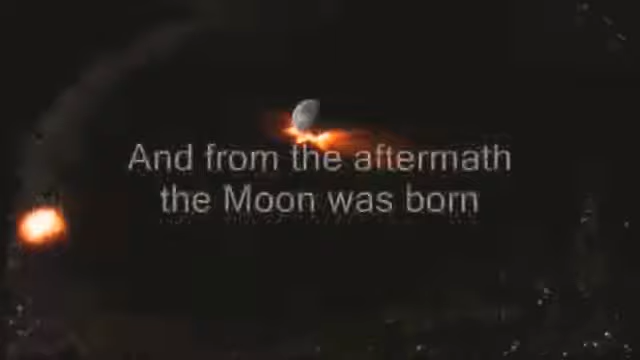 And from the aftermath
the Moon was born